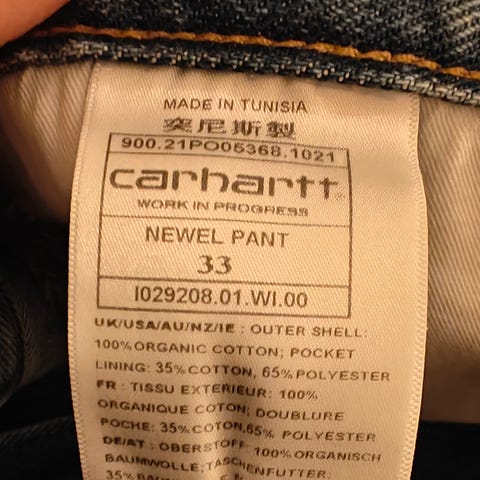 MADE IN TUNISIA
突尼斯製
900.21PO05368.1021
carhartt
WORK IN PROGRESS
NEWEL PANT
33
I029208.01.WI.00
UK/USA/AU/NZ/IE : OUTER SHELL:
100% ORGANIC COTTON; POCKET
LINING: 35% COTTON, 65% POLYESTER
FR : TISSU EXTERIEUR: 100%
ORGANIQUE COTON; DOUBLURE
POCHE: 35% COTON, 65% POLYESTER
DE/AT : OBERSTOFF: 100% ORGANISCH
BAUMWOLLE; TASCHENFUTTER: